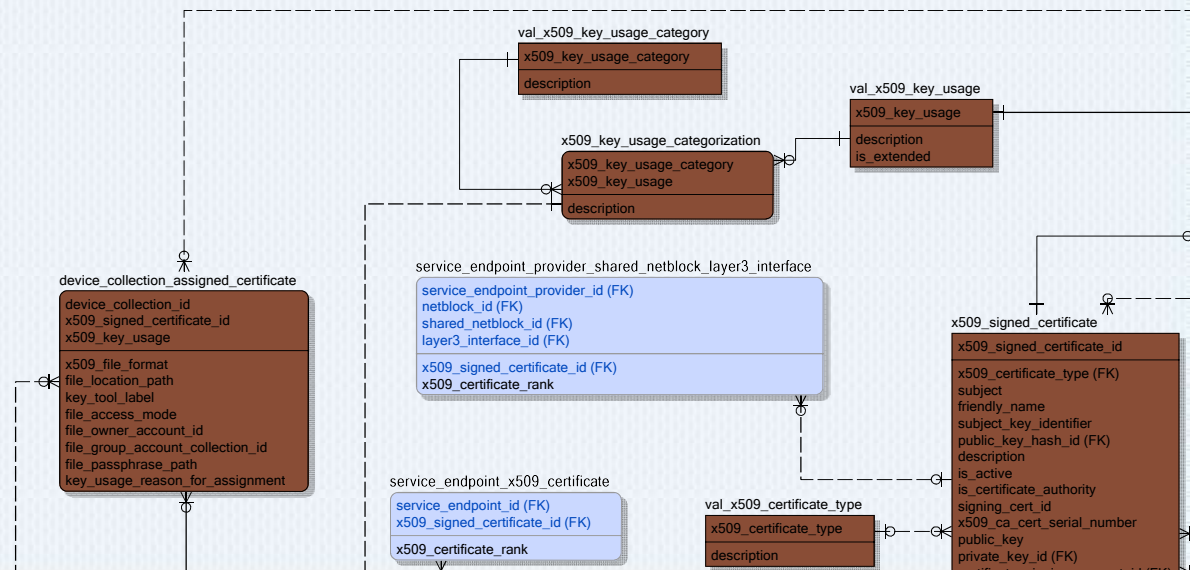 val_x509_key_usage_category
x509_key_usage_category
description
val_x509_key_usage
x509_key_usage
description
is_extended
x509_key_usage_categorization
x509_key_usage_category
x509_key_usage
description
device_collection_assigned_certificate
device_collection_id
x509_signed_certificate_id
x509_key_usage
x509_file_format
file_location_path
key_tool_label
file_access_mode
file_owner_account_id
file_group_account_collection_id
file_passphrase_path
key_usage_reason_for_assignment
service_endpoint_provider_shared_netblock_layer3_interface
service_endpoint_provider_id (FK)
netblock_id (FK)
shared_netblock_id (FK)
layer3_interface_id (FK)
x509_signed_certificate_id (FK)
x509_certificate_rank
x509_signed_certificate
x509_signed_certificate_id
x509_certificate_type (FK)
subject
friendly_name
subject_key_identifier
public_key_hash_id (FK)
description
is_active
is_certificate_authority
signing_cert_id
x509_ca_cert_serial_number
public_key
private_key_id (FK)
service_endpoint_x509_certificate
service_endpoint_id (FK)
x509_signed_certificate_id (FK)
x509_certificate_rank
val_x509_certificate_type
x509_certificate_type
description